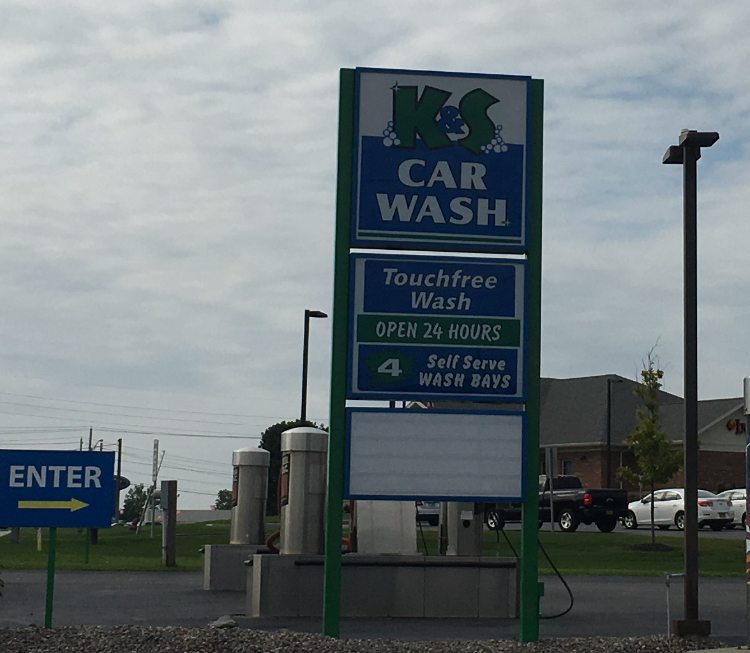 K&S
CAR
WASH
Touchfree
Wash
OPEN 24 HOURS
4 Self Serve
WASH BAYS
ENTER